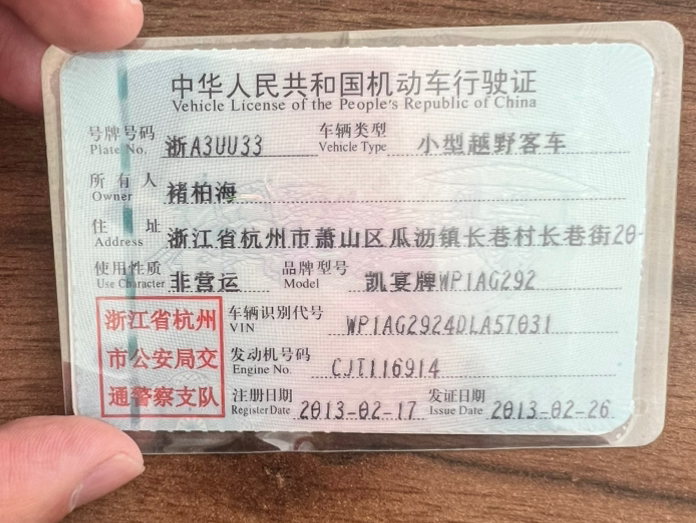 中华人民共和国机动车行驶证
Vehicle License of the People's Republic of China
号牌号码 浙A3UU33 车辆类型 小型越野客车
Plate No. Vehicle Type
所有人 褚柏海
Owner
住址 浙江省杭州市萧山区瓜沥镇长巷村长巷街20-
Address
使用性质 非营运 品牌型号 凯宴牌WP1AG292
Use Character Model
浙江省杭州
市公安局交
通警察支队
车辆识别代号 WP1AG2924DLA57031
VIN
发动机号码 CJT116914
Engine No.
注册日期 2013-02-17 发证日期 2013-02-26
Register Date Issue Date